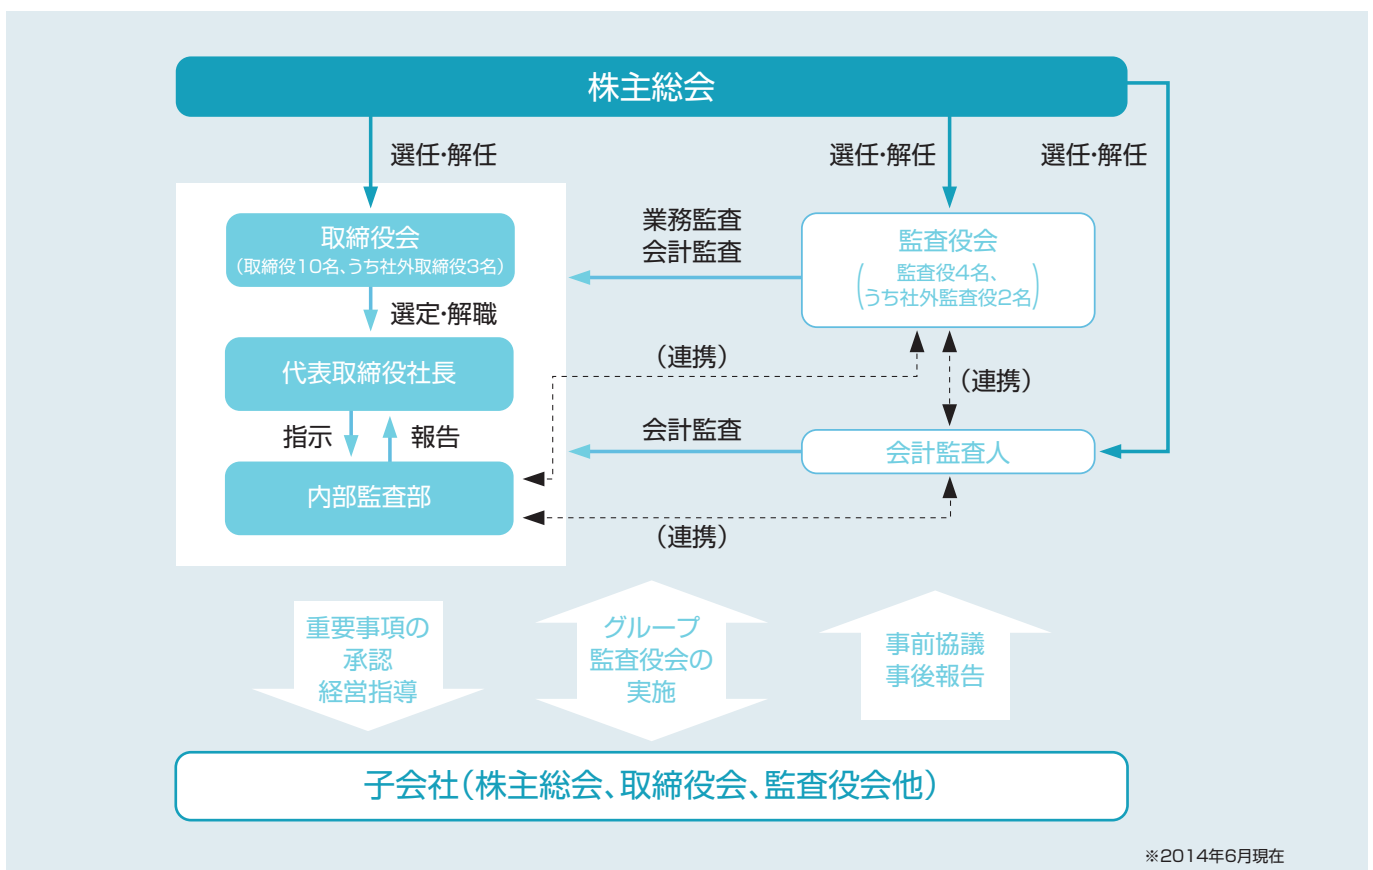 株主総会
選任・解任
選任・解任
選任・解任
取締役会
（取締役10名、うち社外取締役3名）
選定・解職
代表取締役社長
指示
報告
内部監査部
業務監査
会計監査
監査役会
（監査役4名、
うち社外監査役2名）
（連携）
（連携）
会計監査
会計監査人
（連携）
重要事項の
承認
経営指導
グループ
監査役会の
実施
事前協議
事後報告
子会社（株主総会、取締役会、監査役会他）
※2014年6月現在